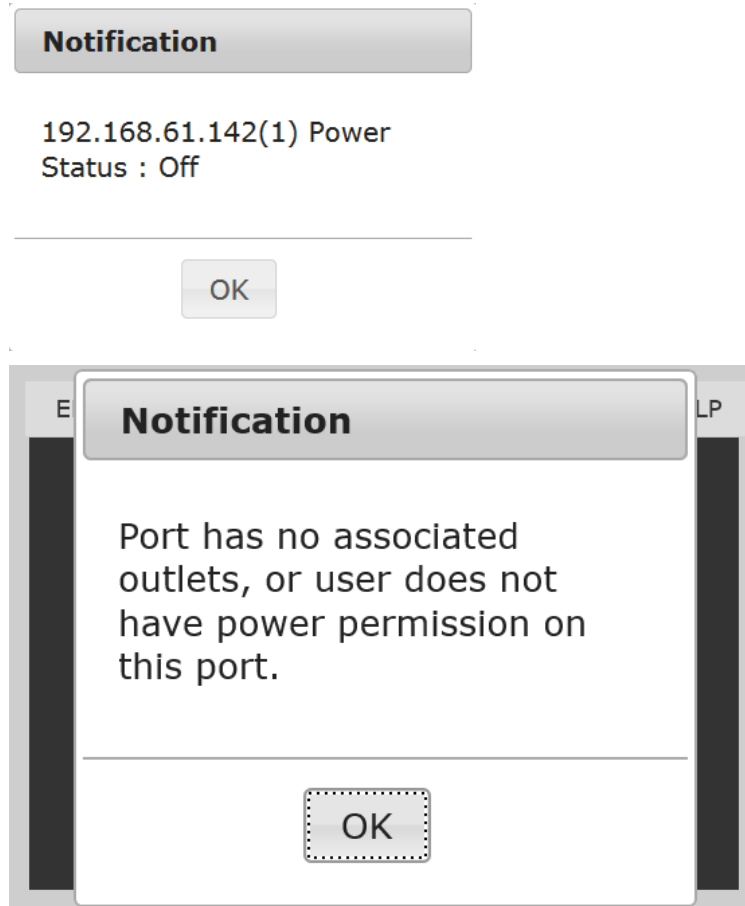 Notification
192.168.61.142(1) Power
Status : Off
OK
E
LP
Notification
Port has no associated
outlets, or user does not
have power permission on
this port.
OK